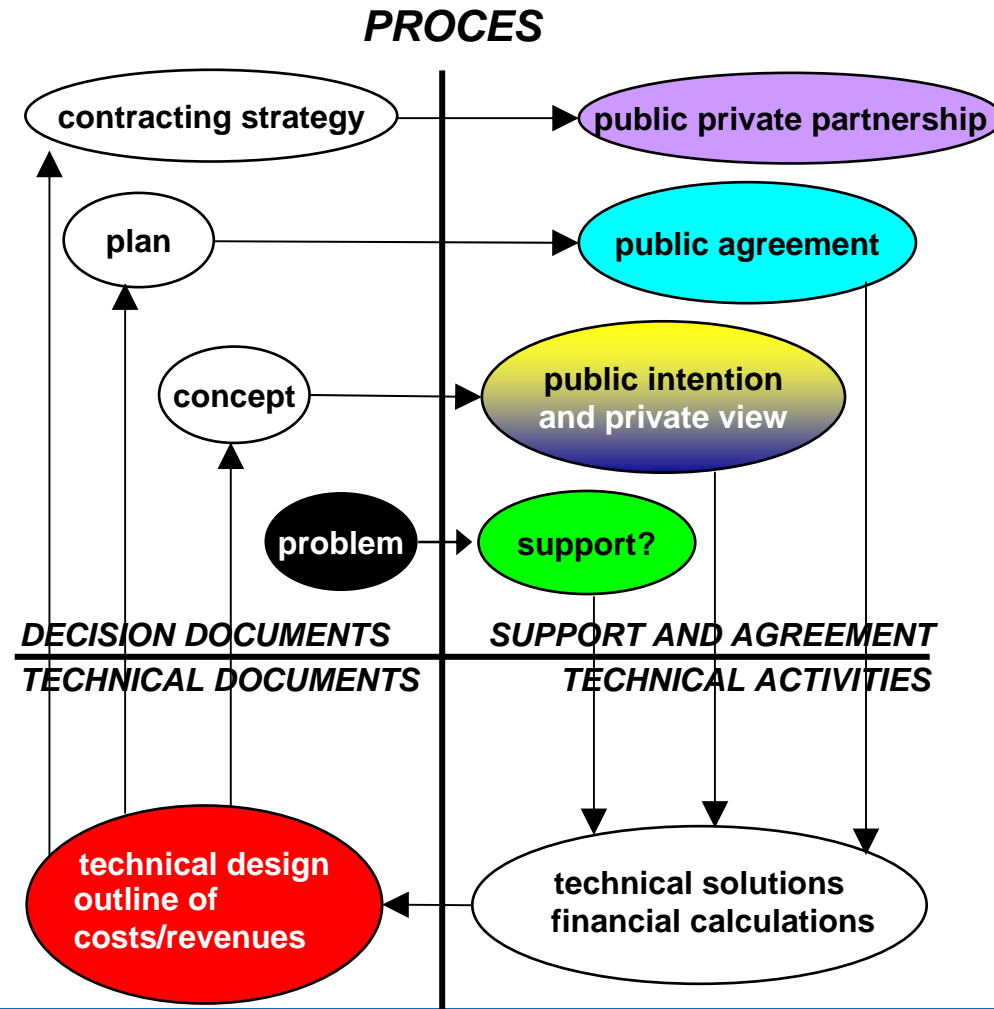 PROCES
contracting strategy
public private partnership
plan
public agreement
concept
public intention
and private view
problem
support?
DECISION DOCUMENTS
SUPPORT AND AGREEMENT
TECHNICAL DOCUMENTS
TECHNICAL ACTIVITIES
technical design
outline of
costs/revenues
technical solutions
financial calculations